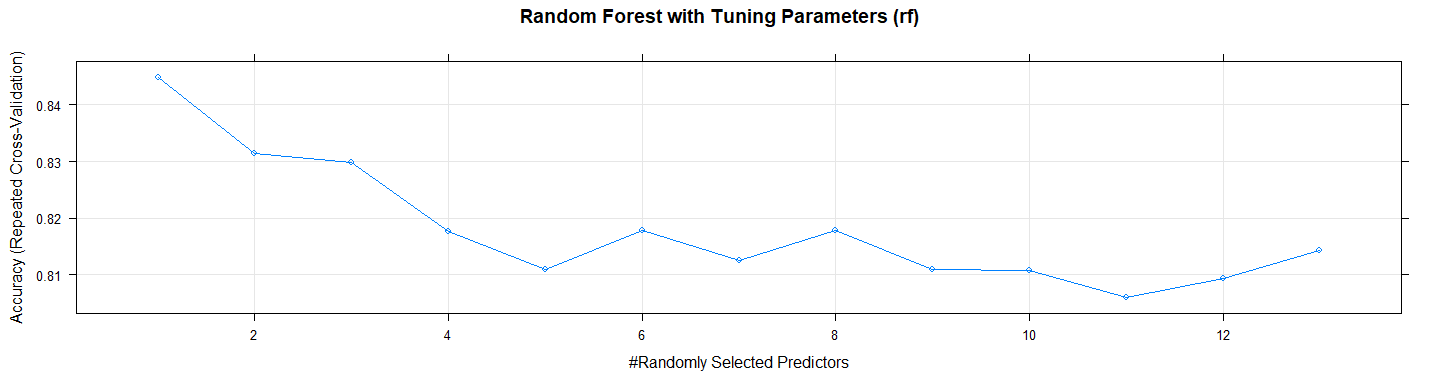 Random Forest with Tuning Parameters (rf)
Accuracy (Repeated Cross-Validation)
0.84
0.83
0.82
0.81
2 4 6 8 10 12
#Randomly Selected Predictors